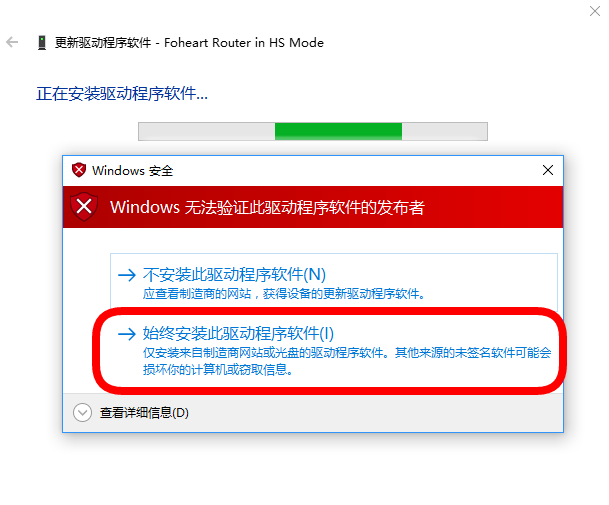 更新驱动程序软件 - Foheart Router in HS Mode
正在安装驱动程序软件...
Windows 安全
Windows 无法验证此驱动程序软件的发布者
不安装此驱动程序软件(N)
应查看制造商的网站，获得设备的更新驱动程序软件。
始终安装此驱动程序软件(I)
仅安装来自制造商网站或光盘的驱动程序软件。其他来源的未签名软件可能会
损坏你的计算机或窃取信息。
查看详细信息(D)